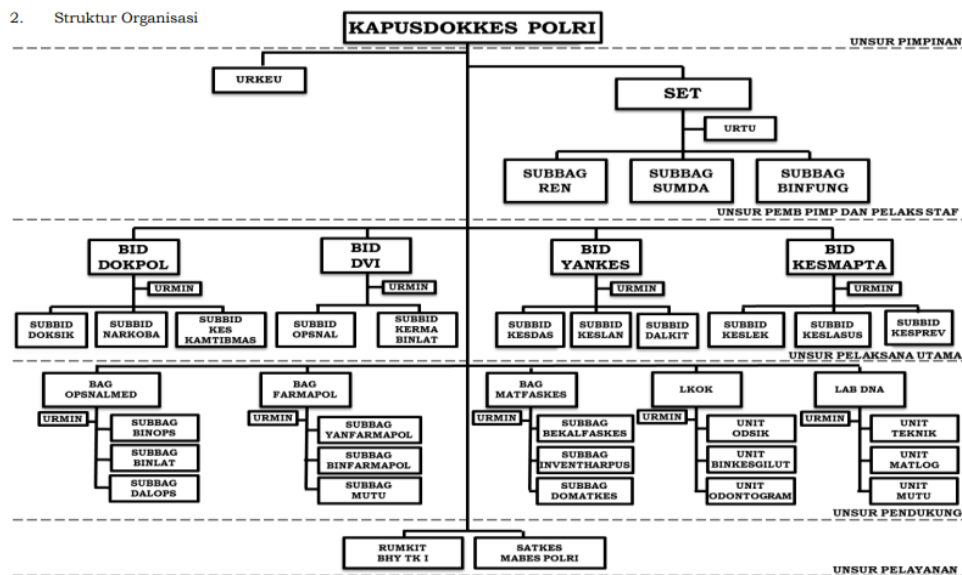 2. Struktur Organisasi
KAPUSDOKKES POLRI
UNSUR PIMPINAN
URKEU
SET
URTU
SUBBAG
REN
SUBBAG
SUMDA
SUBBAG
BINFUNG
UNSUR PEMB PIMP DAN PELAKS STAF
BID
DOKPOL
BID
DVI
BID
YANKES
BID
KESMAPTA
URMIN
URMIN
URMIN
URMIN
SUBBID
DOKSIK
SUBBID
NARKOBA
SUBBID
KES
KAMTIBMAS
SUBBID
OPSNAL
SUBBID
KERMA
BINLAT
SUBBID
KESDAS
SUBBID
KESLAN
SUBBID
DALKIT
SUBBID
KESLEK
SUBBID
KESLASUS
SUBBID
KESPREV
UNSUR PELAKSANA UTAMA
BAG
OPSNALMED
BAG
FARMAPOL
BAG
MATFASKES
LKOK
LAB DNA
URMIN
URMIN
URMIN
URMIN
URMIN
SUBBAG
BINOPS
SUBBAG
BINLAT
SUBBAG
DALOPS
SUBBAG
YANFARMAPOL
SUBBAG
BINFARMAPOL
SUBBAG
MUTU
SUBBAG
BEKALFASKES
SUBBAG
INVENTHARPUS
SUBBAG
DOMATKES
UNIT
ODSIK
UNIT
BINKESGILUT
UNIT
ODONTOGRAM
UNIT
TEKNIK
UNIT
MATLOG
UNIT
MUTU
UNSUR PENDUKUNG
RUMKIT
BHY TK I
SATKES
MABES POLRI
UNSUR PELAYANAN